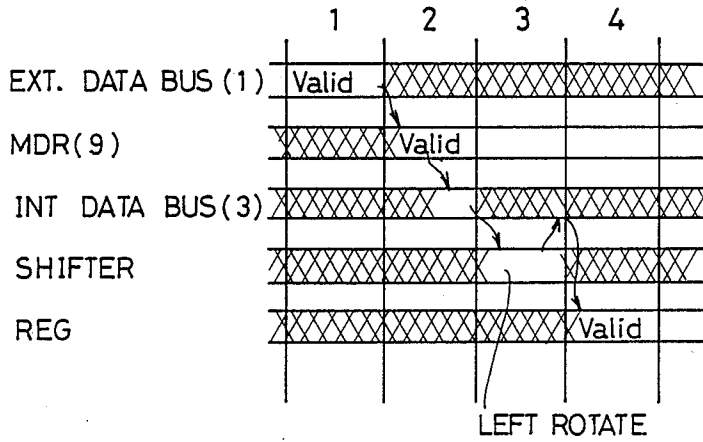 1 2 3 4
EXT. DATA BUS (1) Valid
MDR(9) Valid
INT DATA BUS(3)
SHIFTER
REG Valid
LEFT ROTATE